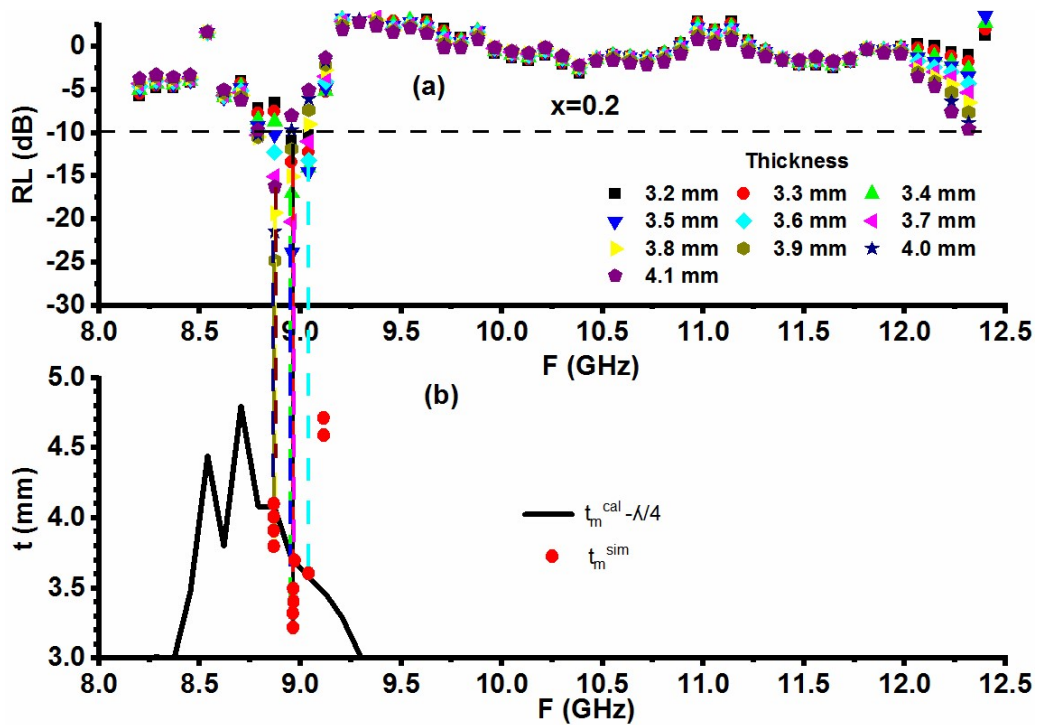 0
-5
-10
-15
-20
-25
-30
RL (dB)
(a)
x=0.2
Thickness
3.2 mm 3.3 mm 3.4 mm
3.5 mm 3.6 mm 3.7 mm
3.8 mm 3.9 mm 4.0 mm
4.1 mm
8.0 8.5 9.0 9.5 10.0 10.5 11.0 11.5 12.0 12.5
F (GHz)
5.0
4.5
4.0
3.5
3.0
t (mm)
(b)
t_m^cal -λ/4
t_m^sim
8.0 8.5 9.0 9.5 10.0 10.5 11.0 11.5 12.0 12.5
F (GHz)